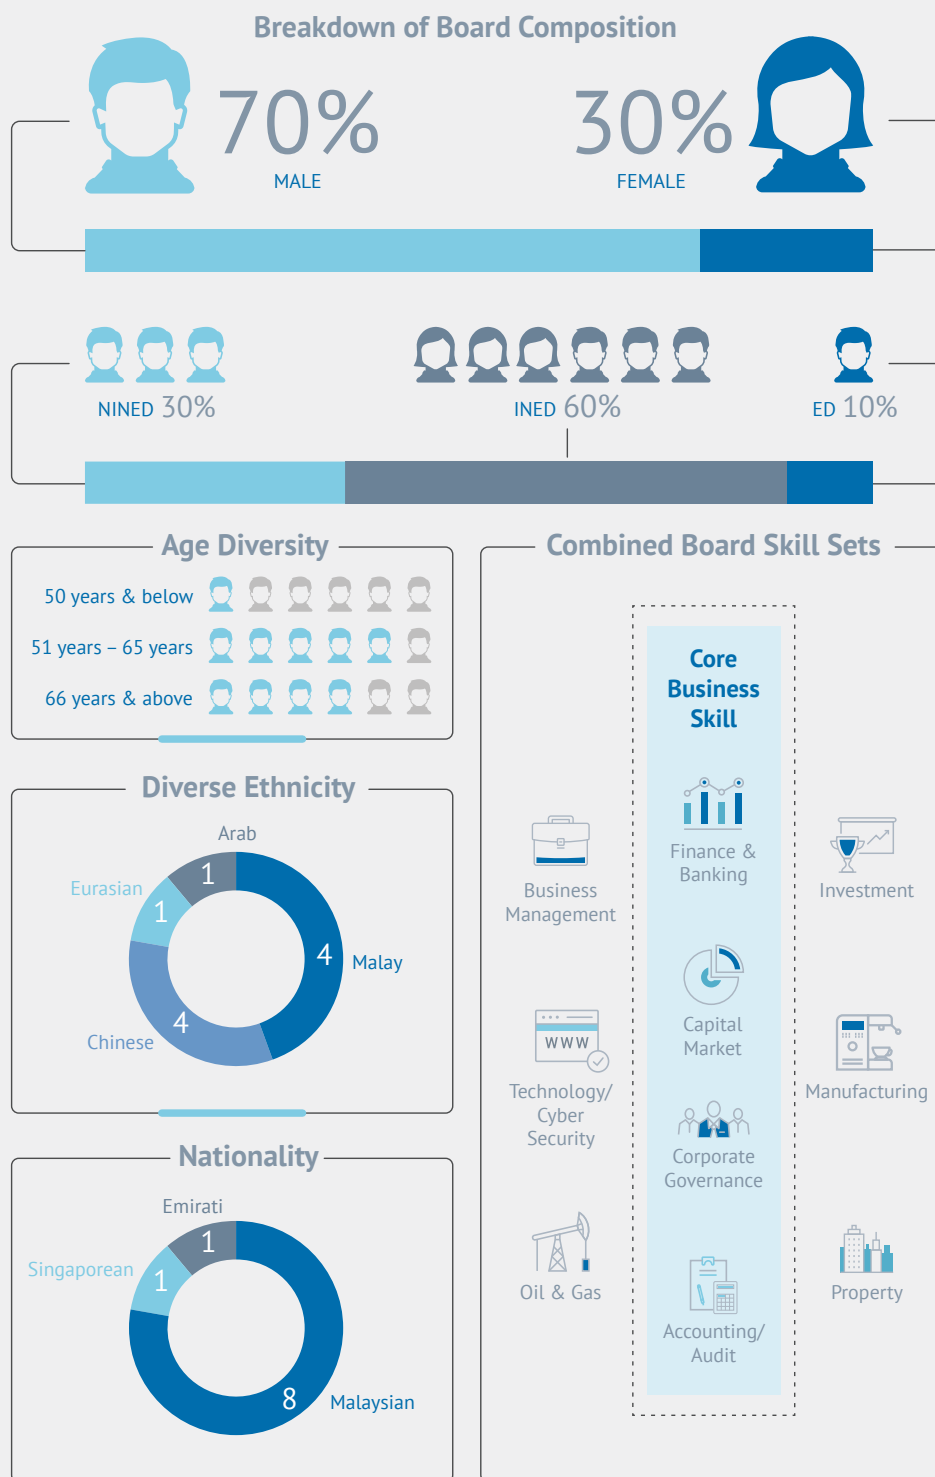 Breakdown of Board Composition
70%
MALE
30%
FEMALE
NINED 30%
INED 60%
ED 10%
Age Diversity
50 years & below
51 years – 65 years
66 years & above
Diverse Ethnicity
Arab
1
Eurasian
1
4
Malay
4
Chinese
Nationality
Emirati
1
Singaporean
1
8
Malaysian
Combined Board Skill Sets
Core
Business
Skill
Finance &
Banking
Capital
Market
Corporate
Governance
Accounting/
Audit
Business
Management
WWW
Technology/
Cyber
Security
Oil & Gas
Investment
Manufacturing
Property